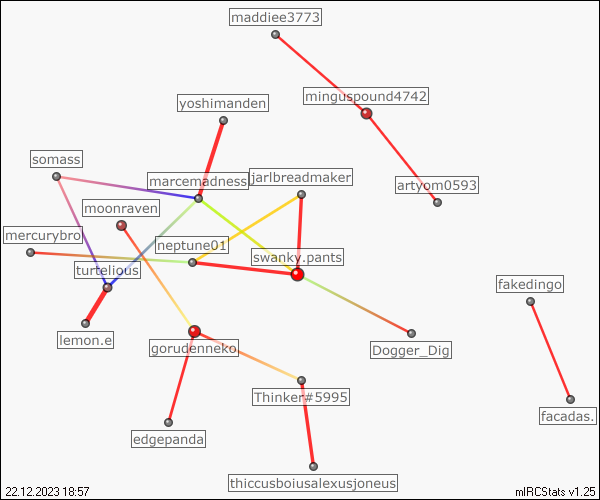 maddiee3773
minguspound4742
yoshimanden
somass
marcemadness
jarlbreadmaker
artyom0593
moonraven
mercurybro
neptune01
swanky.pants
turtelious
fakedingo
lemon.e
gorudenneko
Dogger_Dig
Thinker#5995
facadas.
edgepanda
thiccusboiusalexusjoneus
22.12.2023 18:57
mIRCStats v1.25